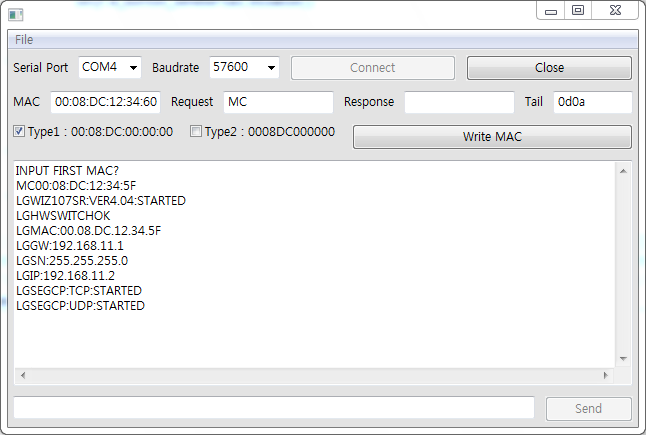 File
Serial Port COM4 Baudrate 57600 Connect Close
MAC 00:08:DC:12:34:60 Request MC Response Tail 0d0a
Type1 : 00:08:DC:00:00:00 Type2 : 0008DC000000 Write MAC
INPUT FIRST MAC?
MC00:08:DC:12:34:5F
LGWIZ107SR:VER4.04:STARTED
LGHWSWITCHOK
LGMAC:00.08.DC.12.34.5F
LGGW:192.168.11.1
LGSN:255.255.255.0
LGIP:192.168.11.2
LGSEGCP:TCP:STARTED
LGSEGCP:UDP:STARTED
Send